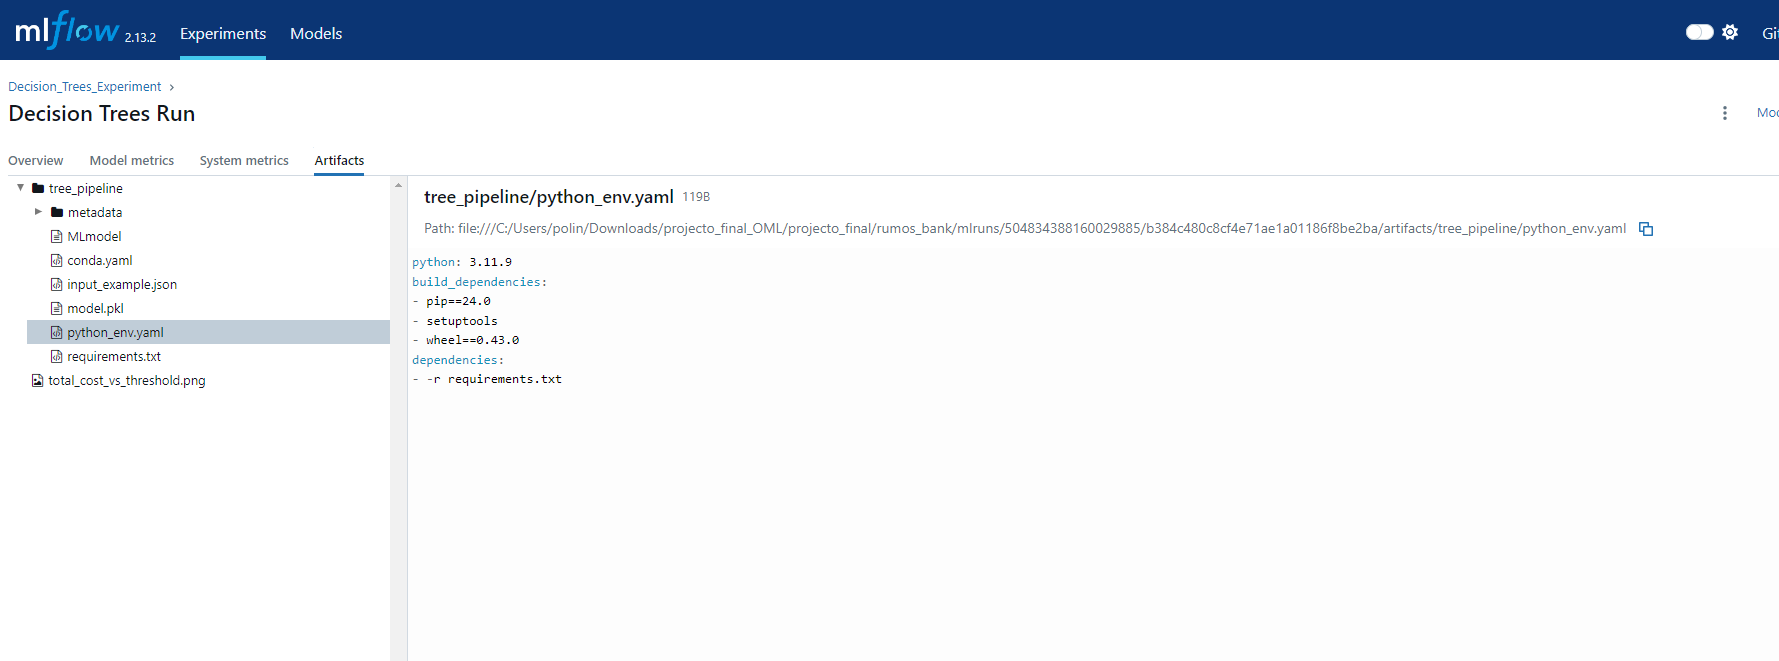 mlflow 2.13.2 Experiments Models
Decision_Trees_Experiment
Decision Trees Run
Overview Model metrics System metrics Artifacts
tree_pipeline
metadata
MLmodel
conda.yaml
input_example.json
model.pkl
python_env.yaml
requirements.txt
total_cost_vs_threshold.png
tree_pipeline/python_env.yaml 119B
Path: file:///C:/Users/polin/Downloads/projecto_final_OML/projecto_final/rumos_bank/mlruns/504834388160029885/b384c480c8cf4e71ae1a01186f8be2ba/artifacts/tree_pipeline/python_env.yaml
python: 3.11.9
build_dependencies:
- pip==24.0
- setuptools
- wheel==0.43.0
dependencies:
- -r requirements.txt